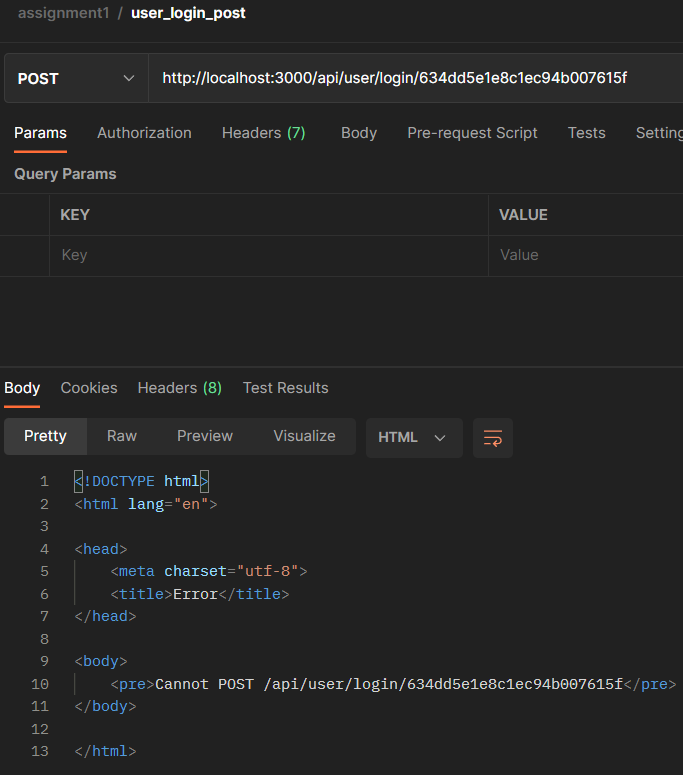 assignment1 / user_login_post
POST http://localhost:3000/api/user/login/634dd5e1e8c1ec94b007615f
Params Authorization Headers (7) Body Pre-request Script Tests Setting
Query Params
KEY VALUE
Key Value
Body Cookies Headers (8) Test Results
Pretty Raw Preview Visualize HTML
1 <!DOCTYPE html>
2 <html lang="en">
3
4 <head>
5 <meta charset="utf-8">
6 <title>Error</title>
7 </head>
8
9 <body>
10 <pre>Cannot POST /api/user/login/634dd5e1e8c1ec94b007615f</pre>
11 </body>
12
13 </html>